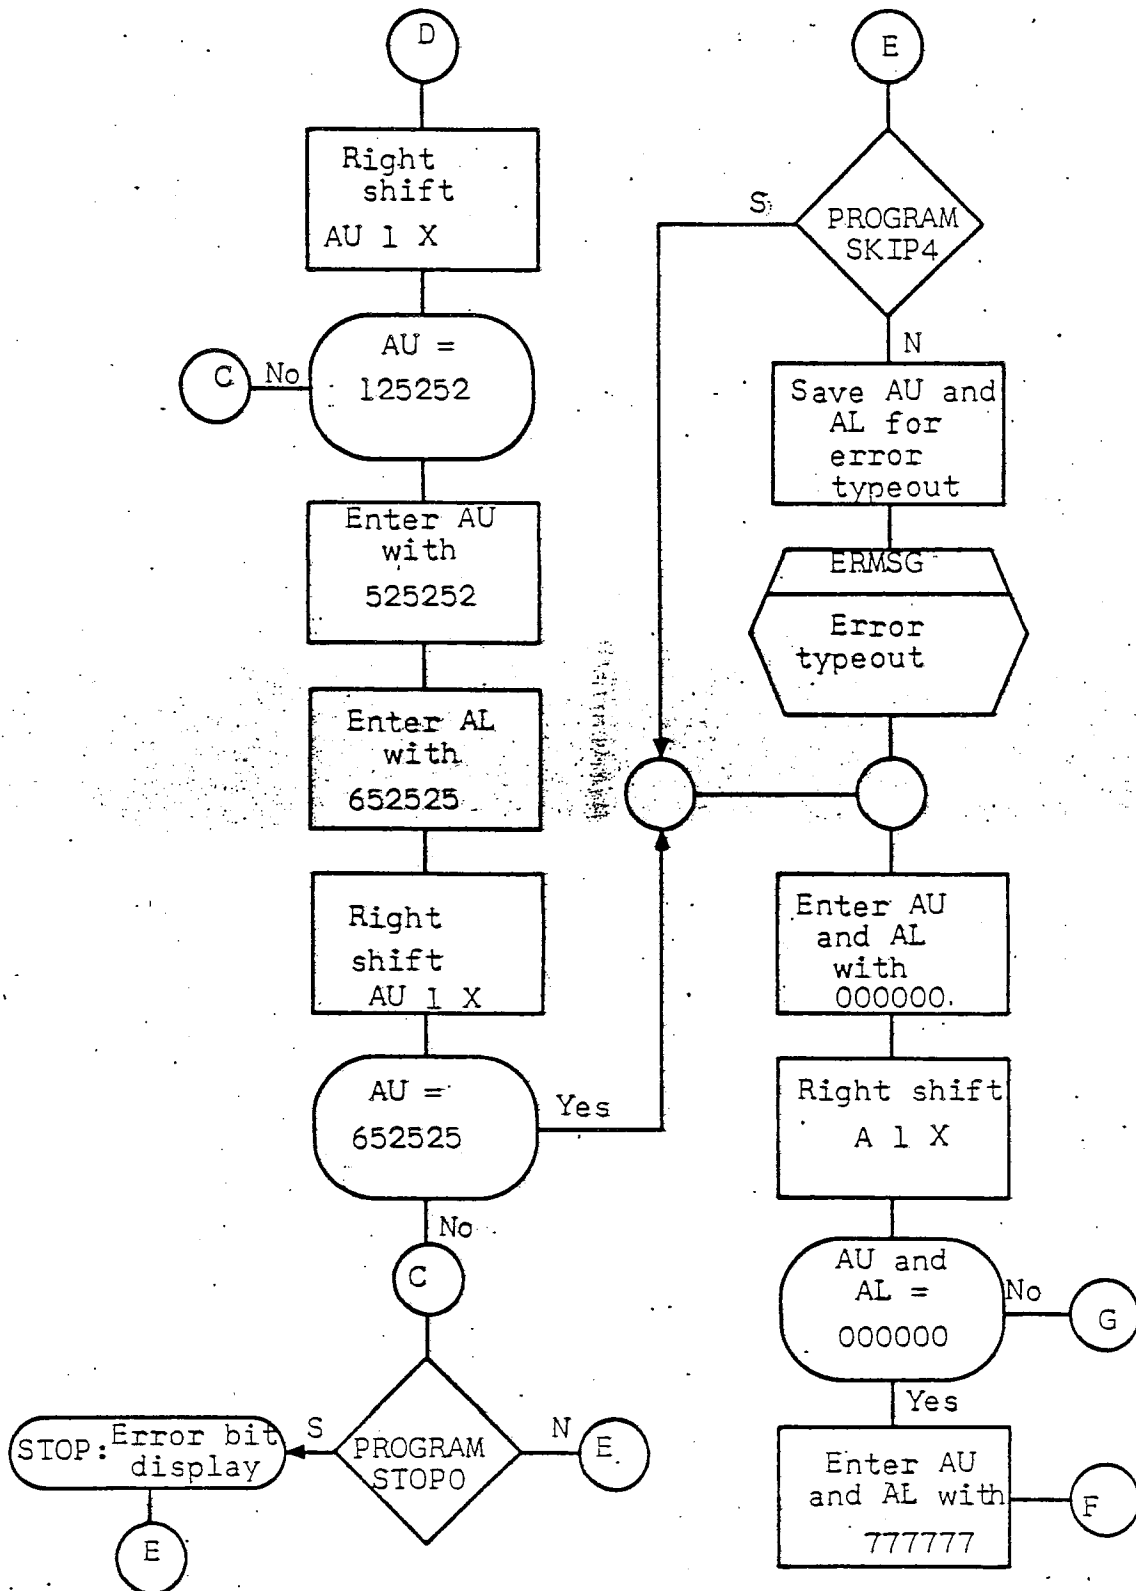 D
Right
shift
AU 1 X
AU =
125252
No
C
Enter AU
with
525252
Enter AL
with
652525
Right
shift
AU 1 X
AU =
652525
Yes
No
C
PROGRAM
STOP0
S
N
E
STOP: Error bit
display
E
E
PROGRAM
SKIP4
S
N
Save AU and
AL for
error
typeout
ERMSG
Error
typeout
Enter AU
and AL
with
000000
Right shift
A 1 X
AU and
AL =
000000
No
G
Yes
Enter AU
and AL with
777777
F